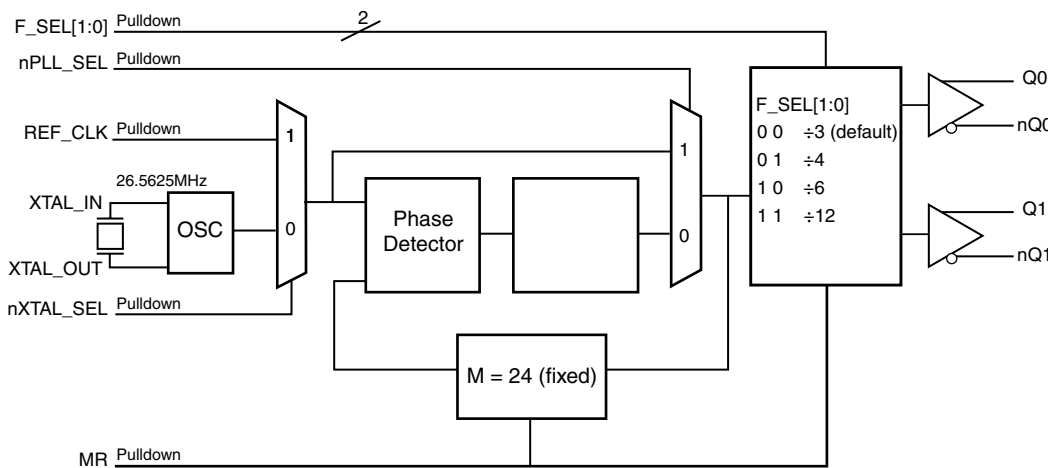 F_SEL[1:0] Pulldown
2
nPLL_SEL Pulldown
REF_CLK Pulldown
1
0
26.5625MHz
XTAL_IN
OSC
XTAL_OUT
nXTAL_SEL Pulldown
Phase
Detector
1
0
M = 24 (fixed)
F_SEL[1:0]
0 0 ÷3 (default)
0 1 ÷4
1 0 ÷6
1 1 ÷12
Q0
nQ0
Q1
nQ1
MR Pulldown